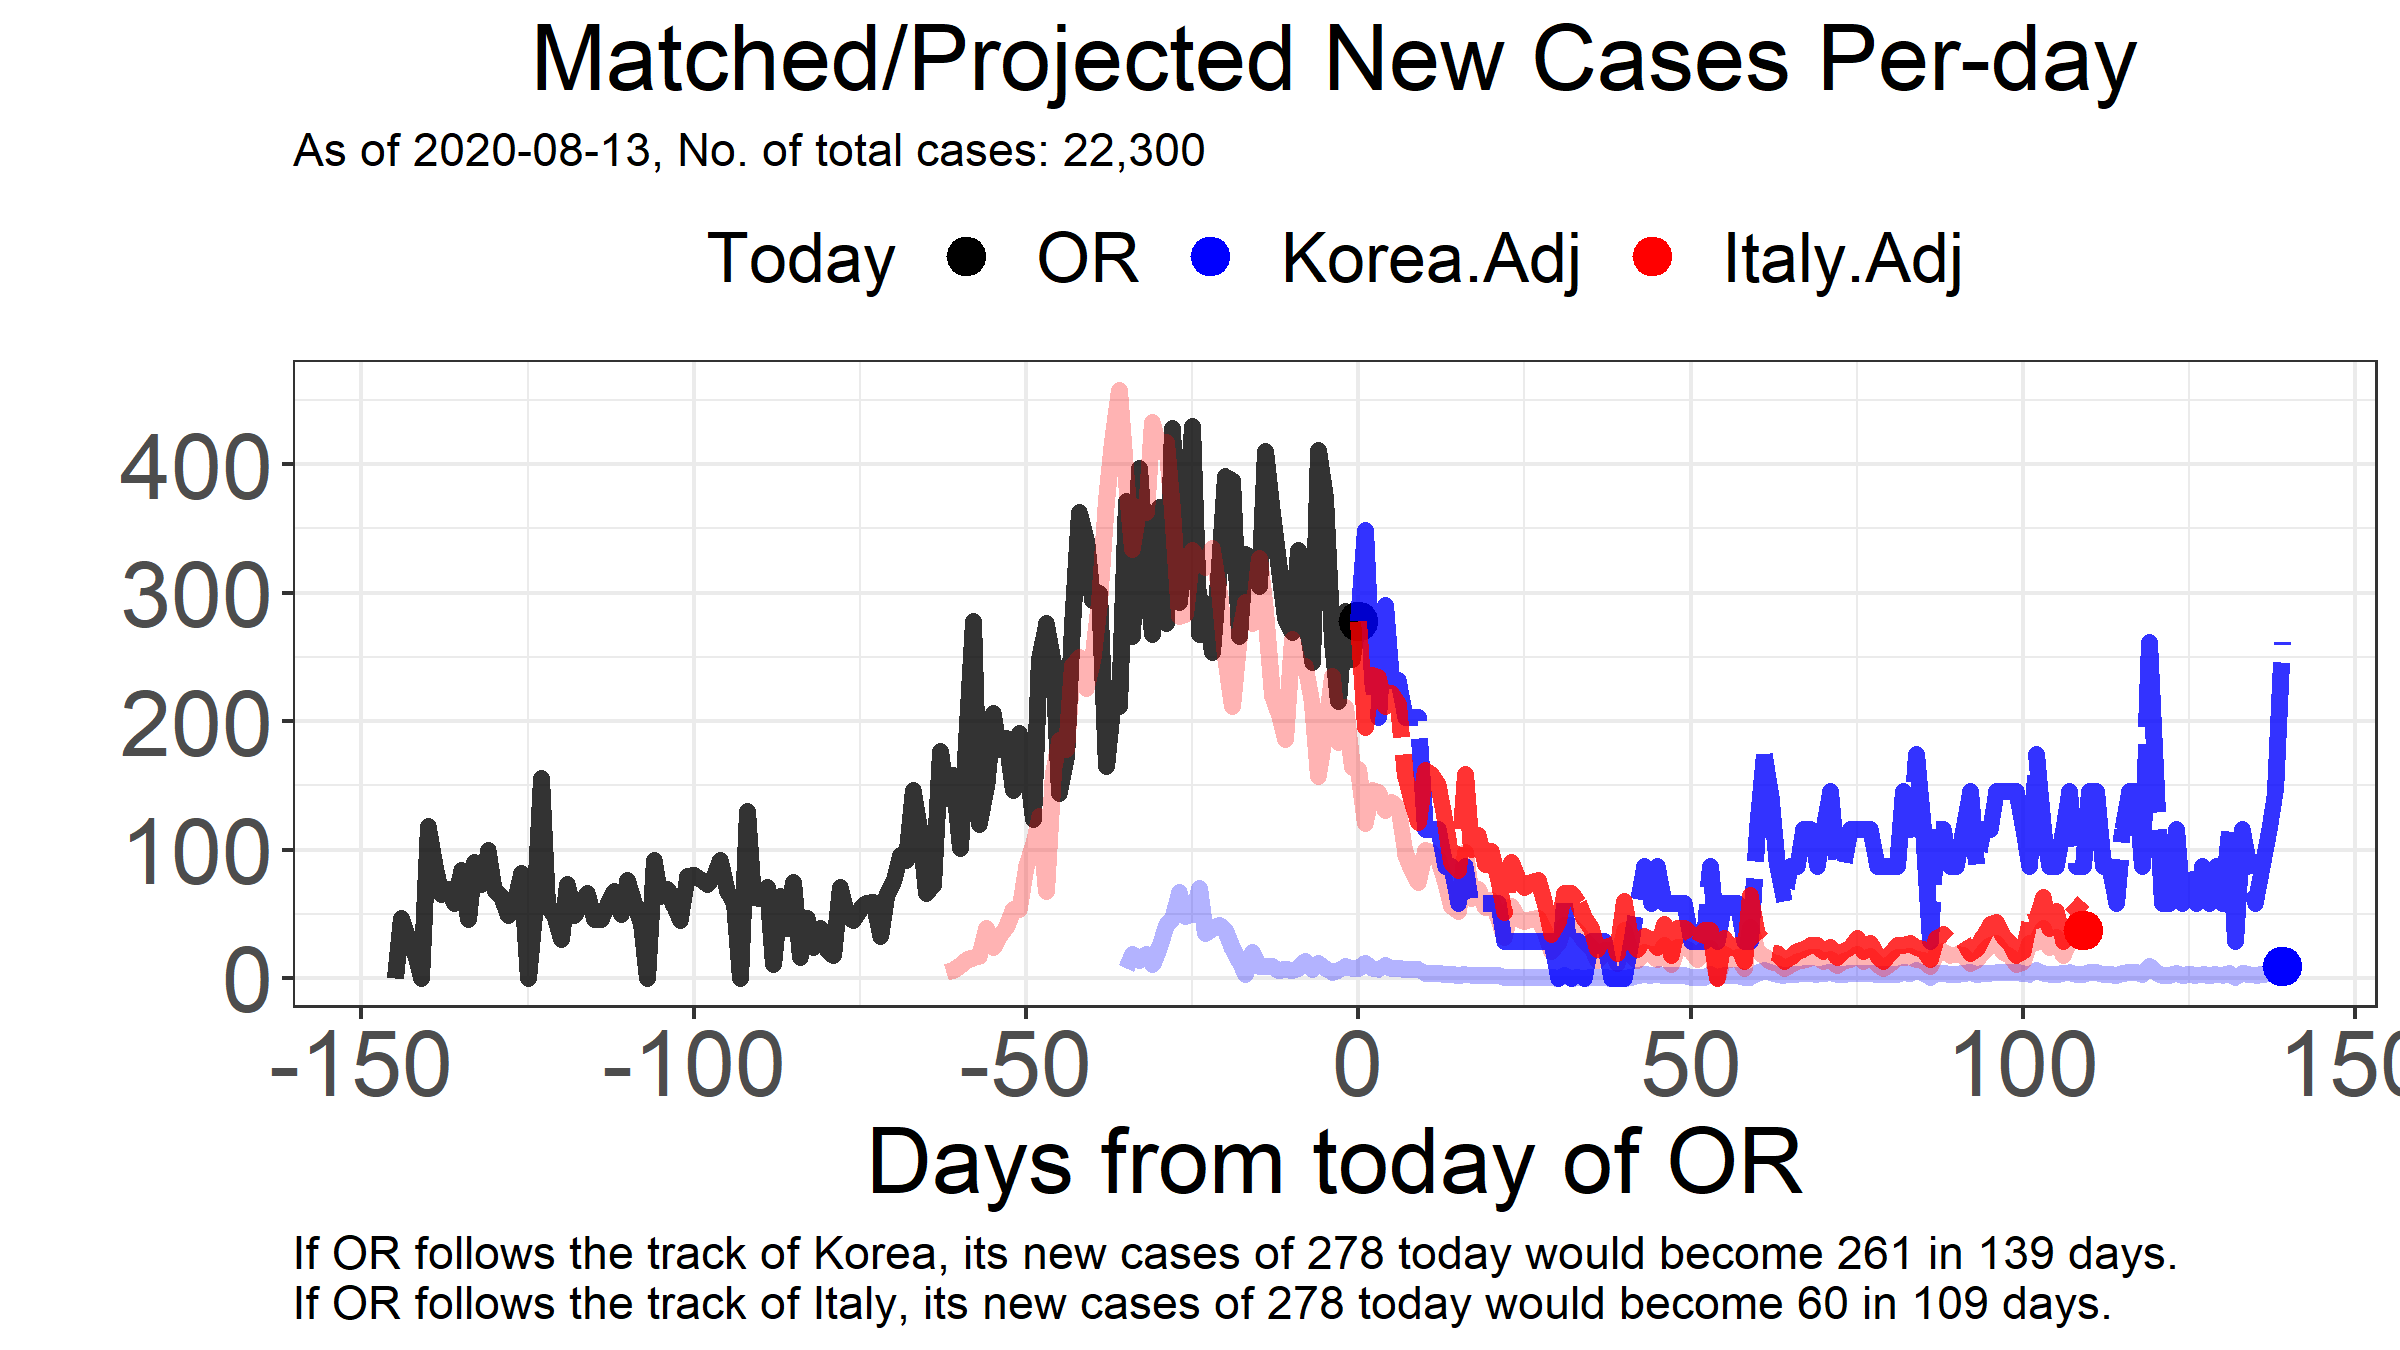 Matched/Projected New Cases Per-day
As of 2020-08-13, No. of total cases: 22,300
Today OR Korea.Adj Italy.Adj
400
300
200
100
0
-150 -100 -50 0 50 100 150
Days from today of OR
If OR follows the track of Korea, its new cases of 278 today would become 261 in 139 days.
If OR follows the track of Italy, its new cases of 278 today would become 60 in 109 days.